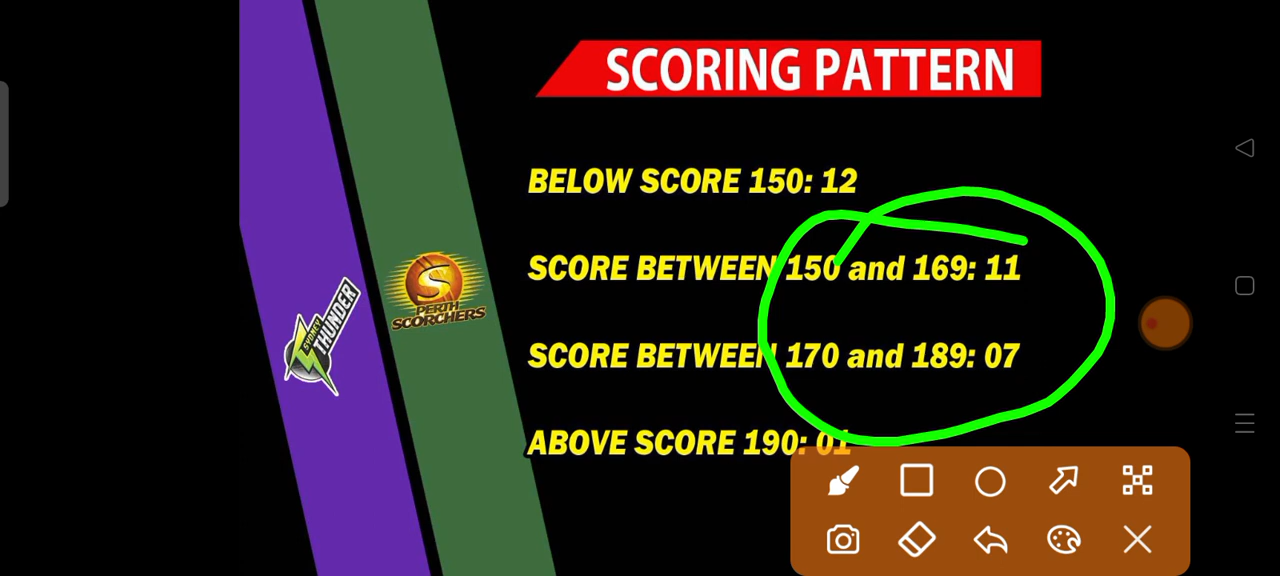 SCORING PATTERN
BELOW SCORE 150: 12
SCORE BETWEEN 150 and 169: 11
SCORE BETWEEN 170 and 189: 07
ABOVE SCORE 190: 01
SYDNEY
THUNDER
S
PERTH
SCORCHERS